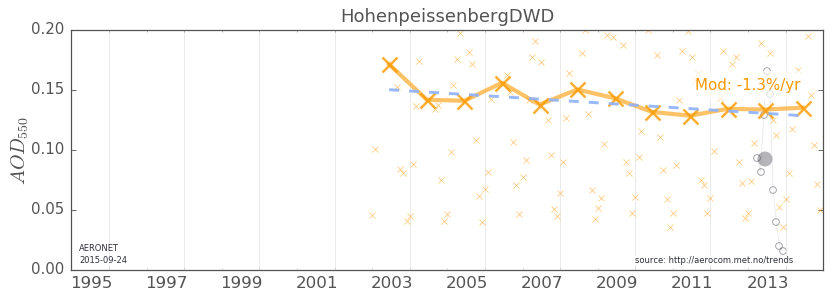 HohenpeissenbergDWD
0.20
0.15
0.10
0.05
0.00
AOD550
Mod: -1.3%/yr
AERONET
2015-09-24
source: http://aerocom.met.no/trends
1995 1997 1999 2001 2003 2005 2007 2009 2011 2013